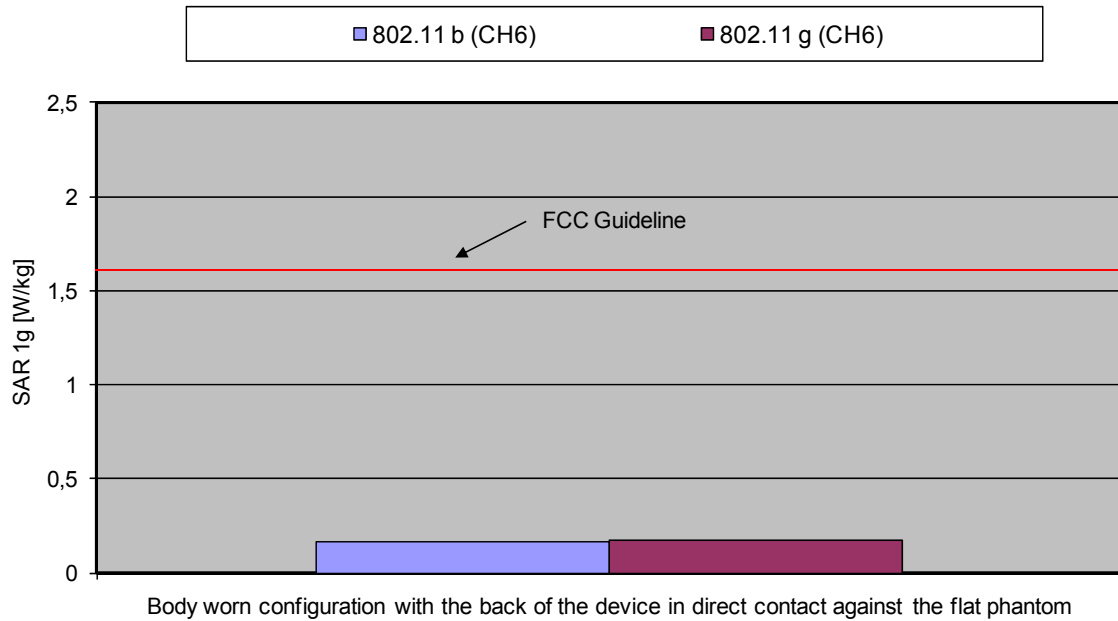 802.11 b (CH6) 802.11 g (CH6)
2,5
2
FCC Guideline
1,5
1
0,5
0
SAR 1g [W/kg]
Body worn configuration with the back of the device in direct contact against the flat phantom